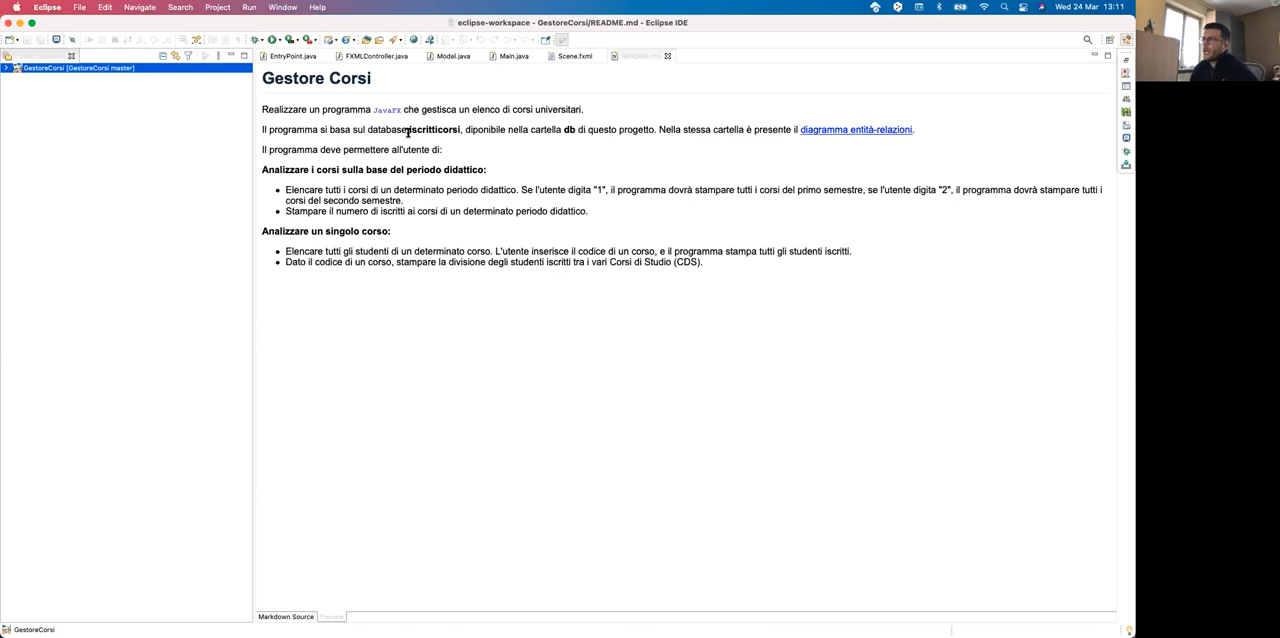 Eclipse File Edit Navigate Search Project Run Window Help Wed 24 Mar 13:11
eclipse-workspace - GestoreCorsi/README.md - Eclipse IDE
EntryPoint.java FXMLController.java Model.java Main.java Scene.fxml README.md
GestoreCorsi [GestoreCorsi master]
Gestore Corsi
Realizzare un programma JavaFX che gestisca un elenco di corsi universitari.
Il programma si basa sul database iscritticorsi, diponibile nella cartella db di questo progetto. Nella stessa cartella è presente il diagramma entità-relazioni.
Il programma deve permettere all'utente di:
Analizzare i corsi sulla base del periodo didattico:
• Elencare tutti i corsi di un determinato periodo didattico. Se l'utente digita "1", il programma dovrà stampare tutti i corsi del primo semestre, se l'utente digita "2", il programma dovrà stampare tutti i
corsi del secondo semestre.
• Stampare il numero di iscritti ai corsi di un determinato periodo didattico.
Analizzare un singolo corso:
• Elencare tutti gli studenti di un determinato corso. L'utente inserisce il codice di un corso, e il programma stampa tutti gli studenti iscritti.
• Dato il codice di un corso, stampare la divisione degli studenti iscritti tra i vari Corsi di Studio (CDS).
Markdown Source Preview
GestoreCorsi